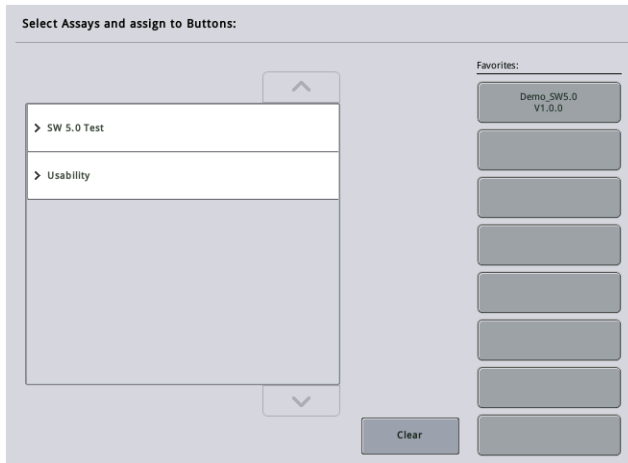 Select Assays and assign to Buttons:
Favorites:
Demo_SW5.0
V1.0.0
SW 5.0 Test
Usability
Clear